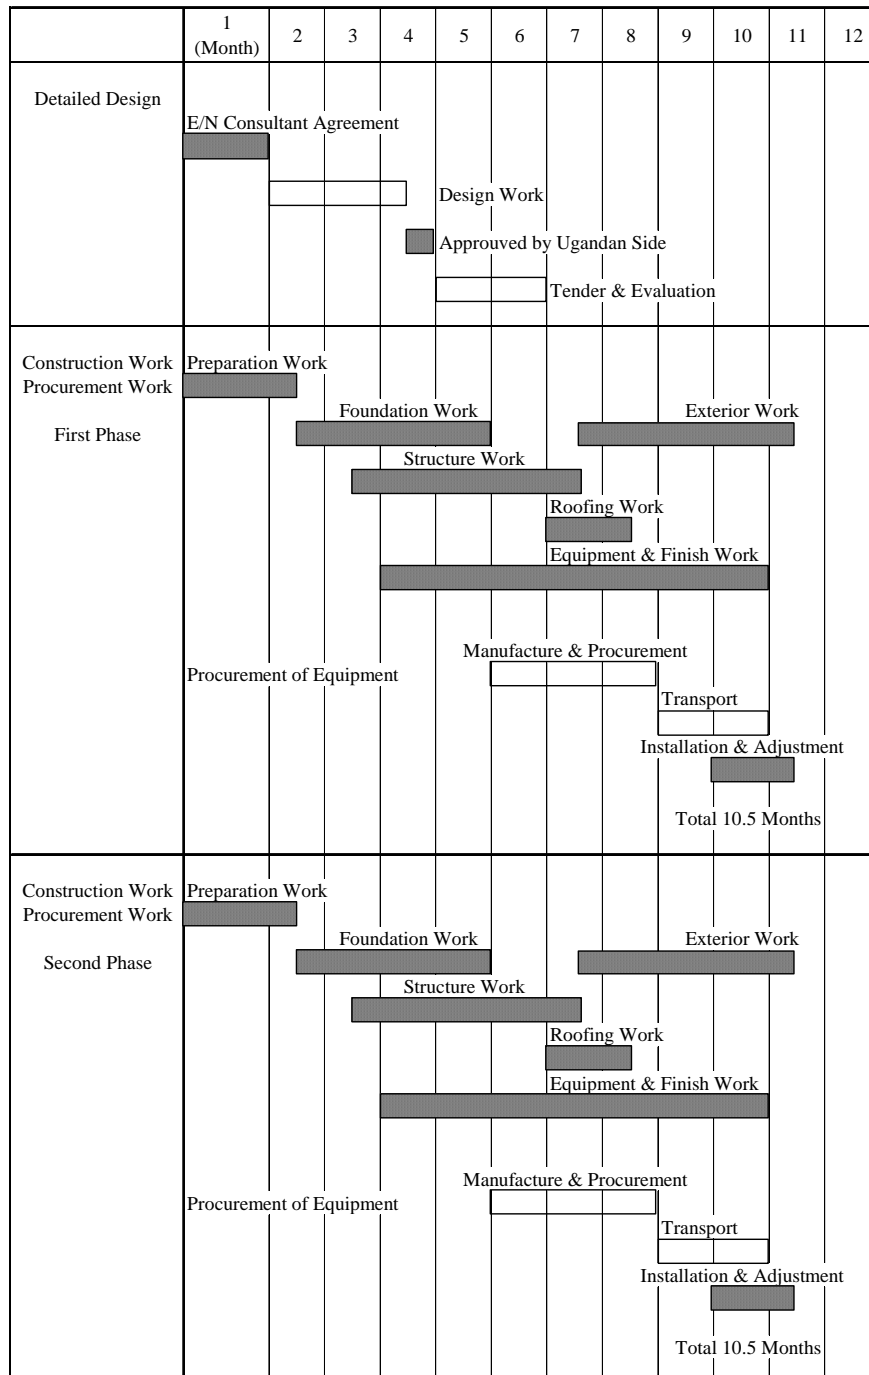 1
(Month)
2
3
4
5
6
7
8
9
10
11
12
Detailed Design
E/N Consultant Agreement
Design Work
Approuved by Ugandan Side
Tender & Evaluation
Construction Work
Preparation Work
Procurement Work
Foundation Work
Exterior Work
First Phase
Structure Work
Roofing Work
Equipment & Finish Work
Manufacture & Procurement
Procurement of Equipment
Transport
Installation & Adjustment
Total 10.5 Months
Construction Work
Preparation Work
Procurement Work
Foundation Work
Exterior Work
Second Phase
Structure Work
Roofing Work
Equipment & Finish Work
Manufacture & Procurement
Procurement of Equipment
Transport
Installation & Adjustment
Total 10.5 Months